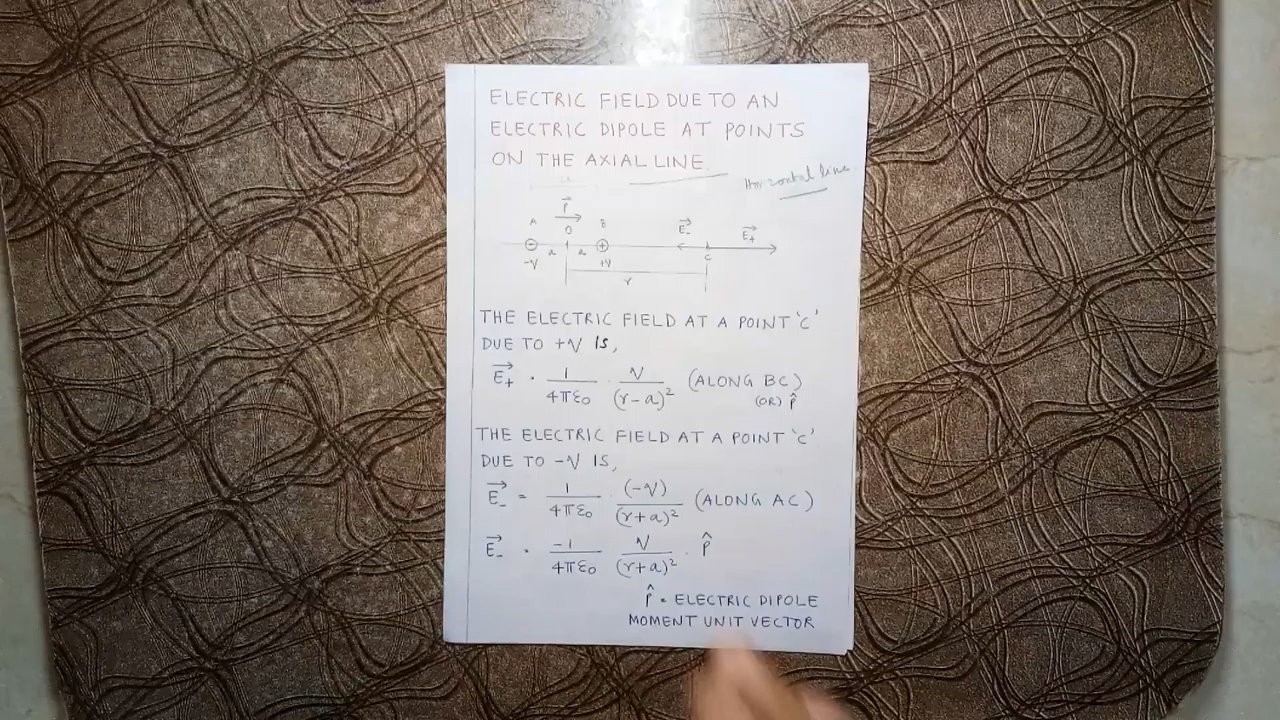 ELECTRIC FIELD DUE TO AN
ELECTRIC DIPOLE AT POINTS
ON THE AXIAL LINE
Horizontal line
2a
p⃗
A O B E⃗₋ E⃗₊
⊖ a a ⊕ C
-q +q
r
THE ELECTRIC FIELD AT A POINT 'C'
DUE TO +q IS,
E⃗₊ = 1/4πε₀ · q/(r-a)² (ALONG BC)
(OR) p̂
THE ELECTRIC FIELD AT A POINT 'C'
DUE TO -q IS,
E⃗₋ = 1/4πε₀ · (-q)/(r+a)² (ALONG AC)
E⃗₋ = -1/4πε₀ q/(r+a)² · p̂
p̂ = ELECTRIC DIPOLE
MOMENT UNIT VECTOR